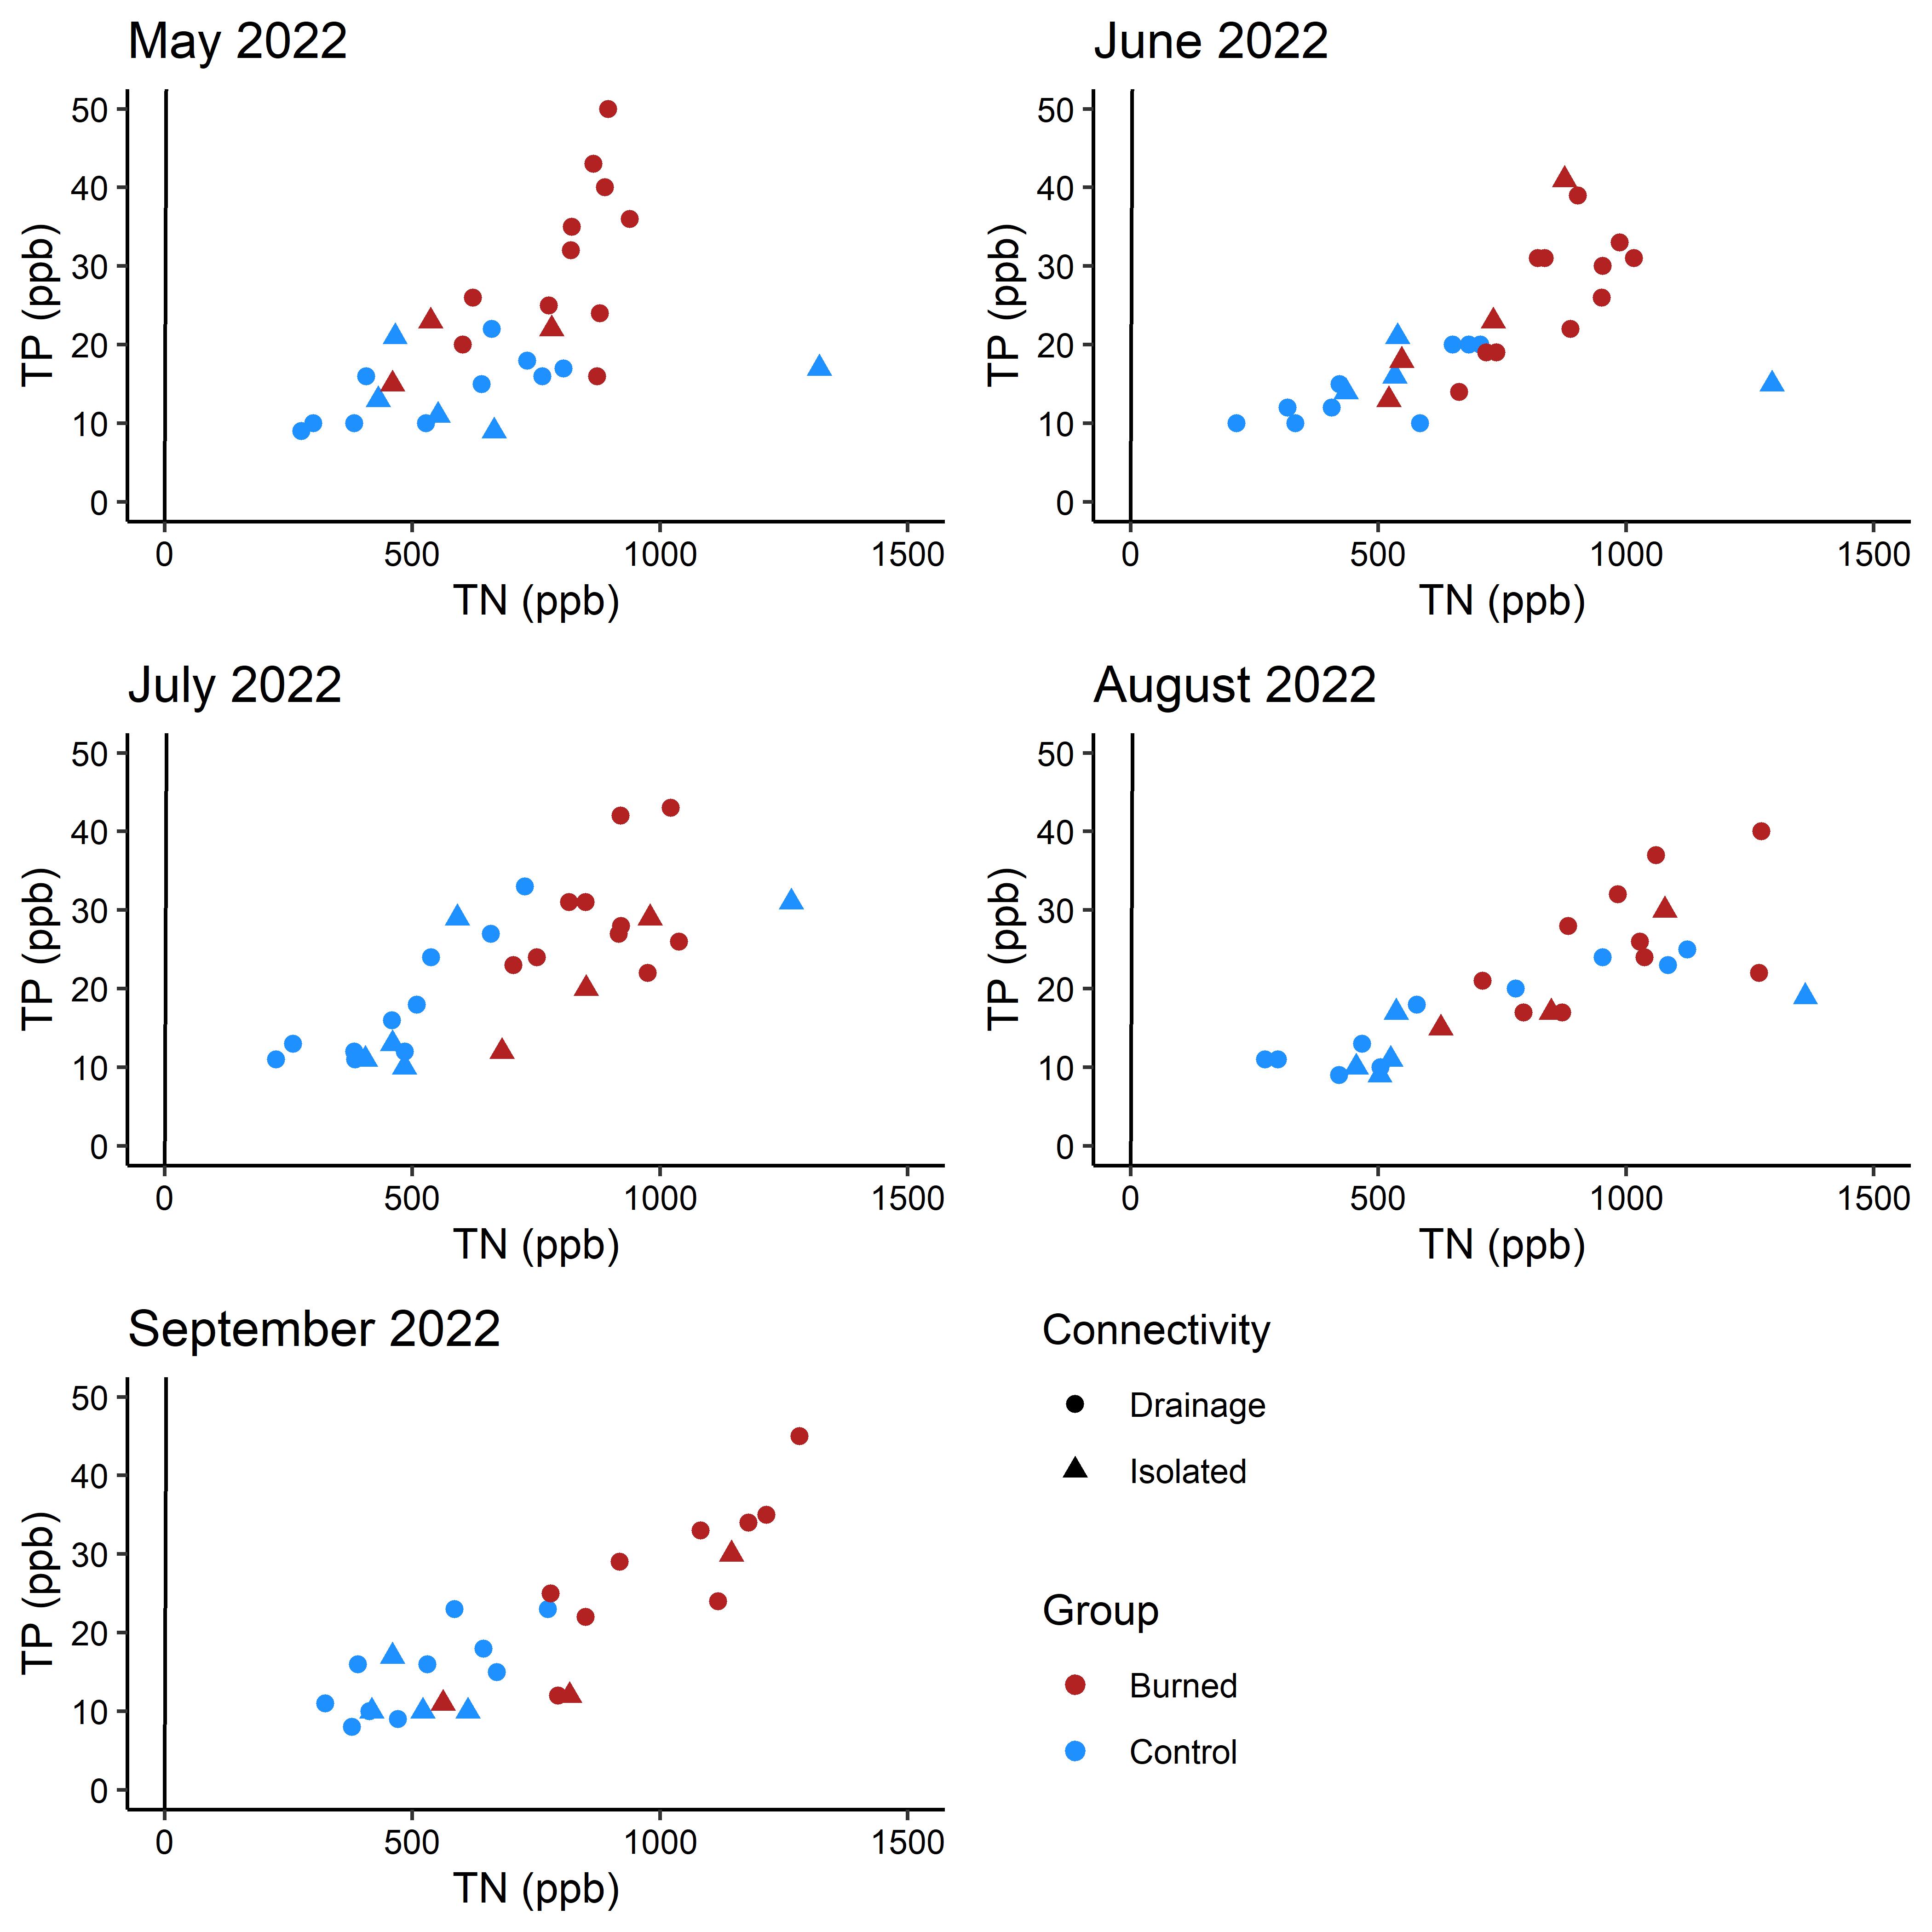 May 2022
50
40
30
20
10
0
TP (ppb)
0 500 1000 1500
TN (ppb)
June 2022
50
40
30
20
10
0
TP (ppb)
0 500 1000 1500
TN (ppb)
July 2022
50
40
30
20
10
0
TP (ppb)
0 500 1000 1500
TN (ppb)
August 2022
50
40
30
20
10
0
TP (ppb)
0 500 1000 1500
TN (ppb)
September 2022
50
40
30
20
10
0
TP (ppb)
0 500 1000 1500
TN (ppb)
Connectivity
Drainage
Isolated
Group
Burned
Control